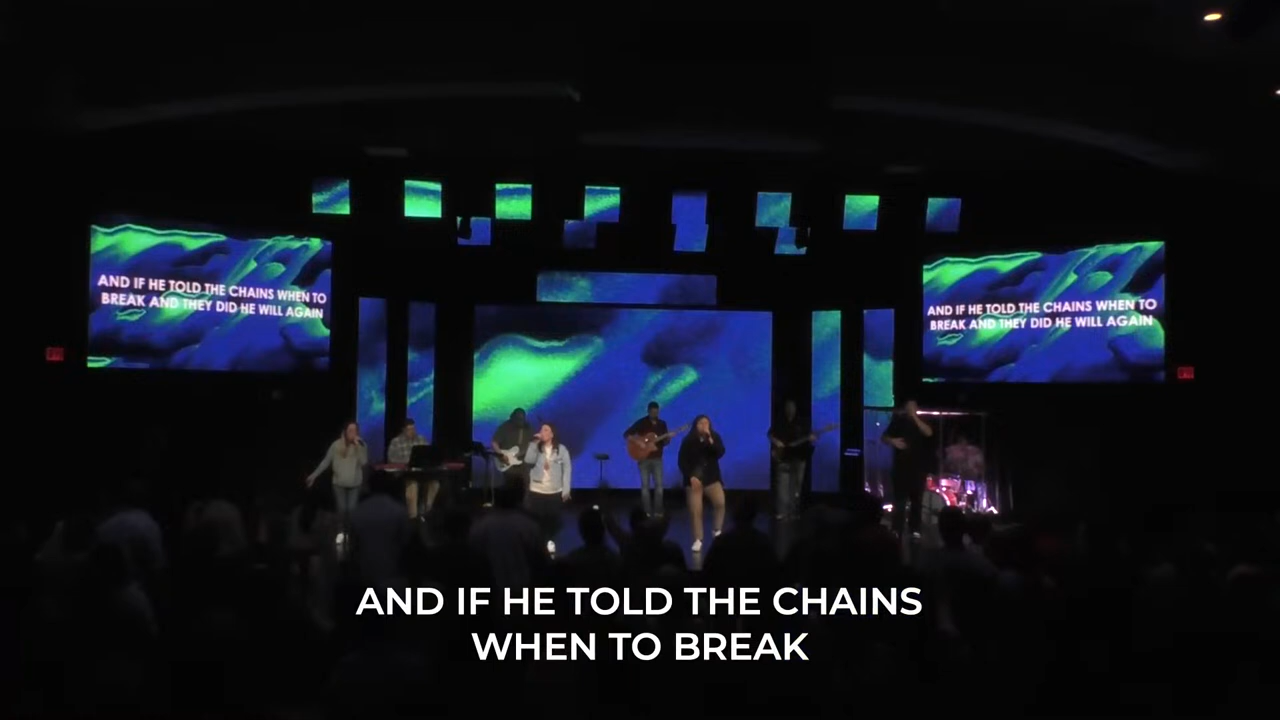 AND IF HE TOLD THE CHAINS WHEN TO
BREAK AND THEY DID HE WILL AGAIN
AND IF HE TOLD THE CHAINS WHEN TO
BREAK AND THEY DID HE WILL AGAIN
AND IF HE TOLD THE CHAINS
WHEN TO BREAK